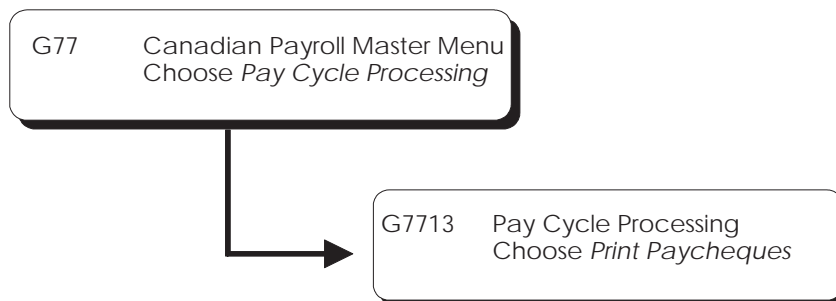 G77 Canadian Payroll Master Menu
Choose Pay Cycle Processing
G7713 Pay Cycle Processing
Choose Print Paycheques